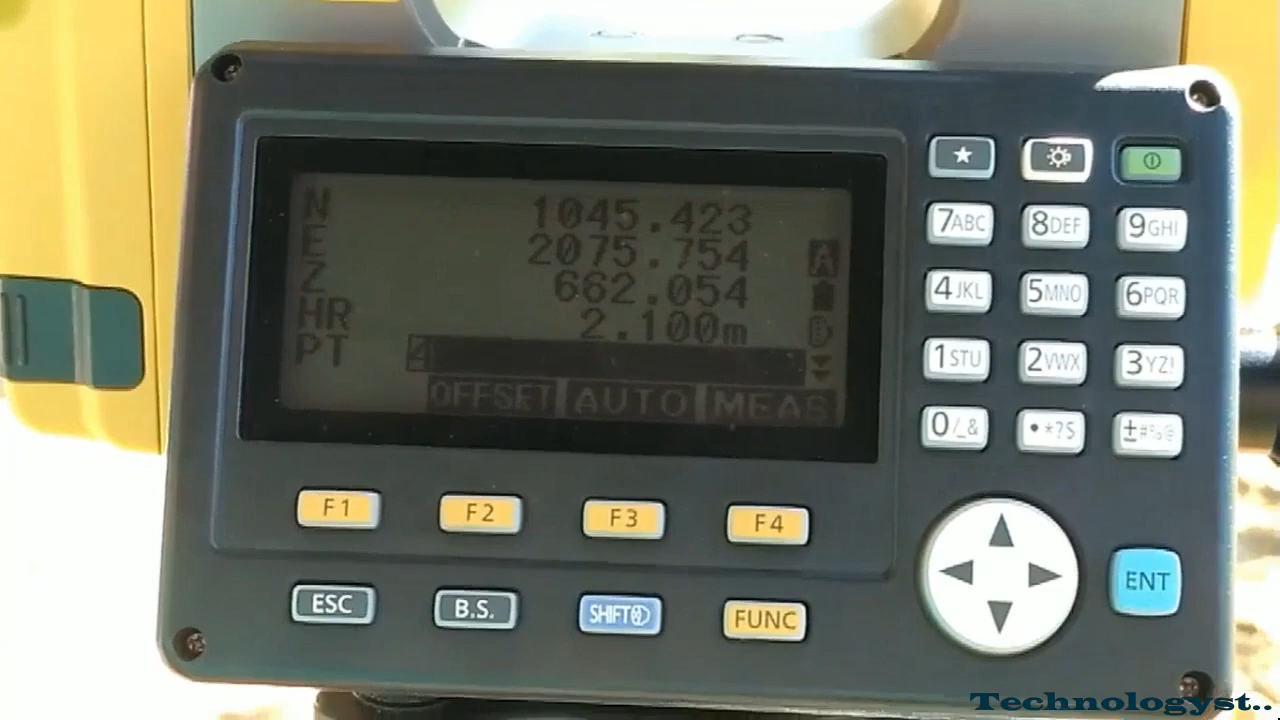 N 1045.423
E 2075.754
Z 662.054
HR 2.100m
PT 4
A
OFFSET AUTO MEAS
★
7ABC 8DEF 9GHI
4JKL 5MNO 6PQR
1STU 2VWX 3YZ!
0/_& •*?$ ±#%@
F1 F2 F3 F4
ESC B.S. SHIFT FUNC
ENT
Technologyst..